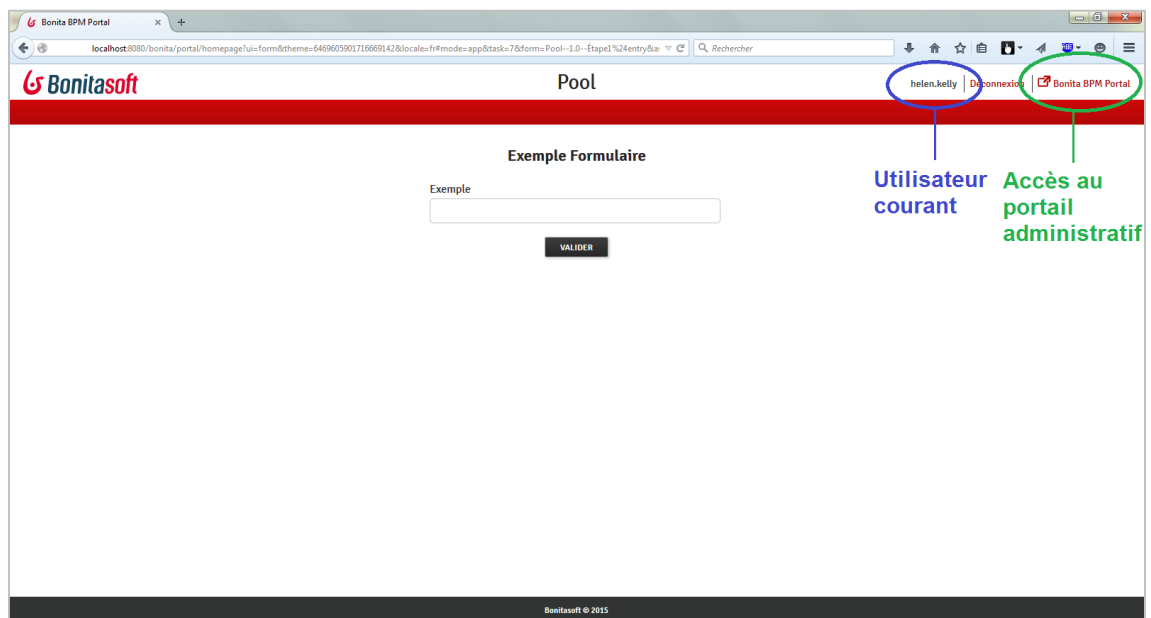 Bonita BPM Portal
localhost:8080/bonita/portal/homepage?ui=form&theme=6469605901716669142&locale=fr#mode=app&task=7&form=Pool--1.0--Étape1%24entry&a
Rechercher
Bonitasoft
Pool
helen.kelly
Déconnexion
Bonita BPM Portal
Exemple Formulaire
Exemple
VALIDER
Utilisateur
courant
Accès au
portail
administratif
Bonitasoft © 2015